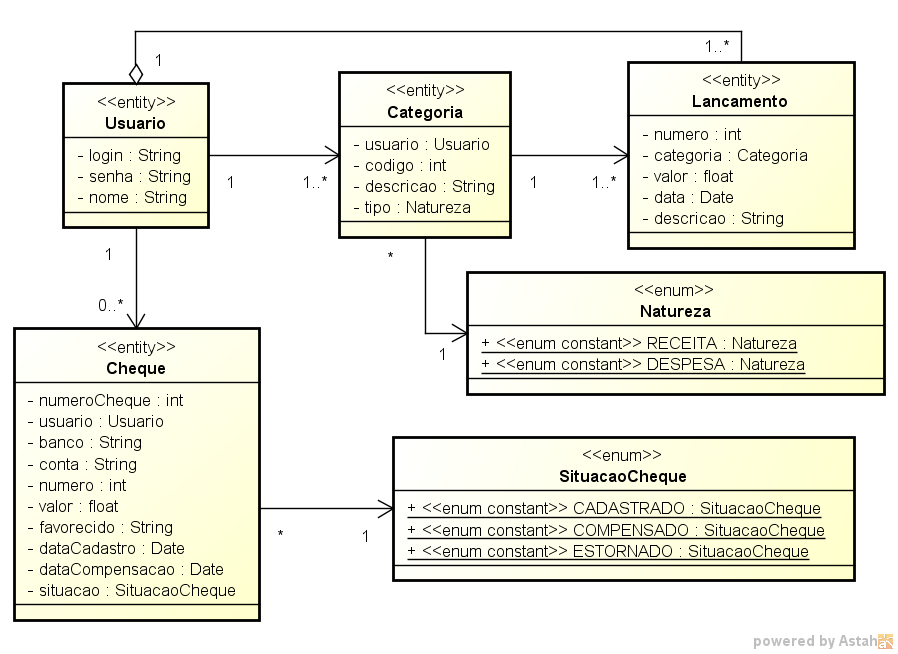 1
1..*
<<entity>>
Usuario
- login : String
- senha : String
- nome : String
1
1..*
<<entity>>
Categoria
- usuario : Usuario
- codigo : int
- descricao : String
- tipo : Natureza
1
1..*
<<entity>>
Lancamento
- numero : int
- categoria : Categoria
- valor : float
- data : Date
- descricao : String
*
1
<<enum>>
Natureza
+ <<enum constant>> RECEITA : Natureza
+ <<enum constant>> DESPESA : Natureza
1
0..*
<<entity>>
Cheque
- numeroCheque : int
- usuario : Usuario
- banco : String
- conta : String
- numero : int
- valor : float
- favorecido : String
- dataCadastro : Date
- dataCompensacao : Date
- situacao : SituacaoCheque
*
1
<<enum>>
SituacaoCheque
+ <<enum constant>> CADASTRADO : SituacaoCheque
+ <<enum constant>> COMPENSADO : SituacaoCheque
+ <<enum constant>> ESTORNADO : SituacaoCheque
powered by Astah